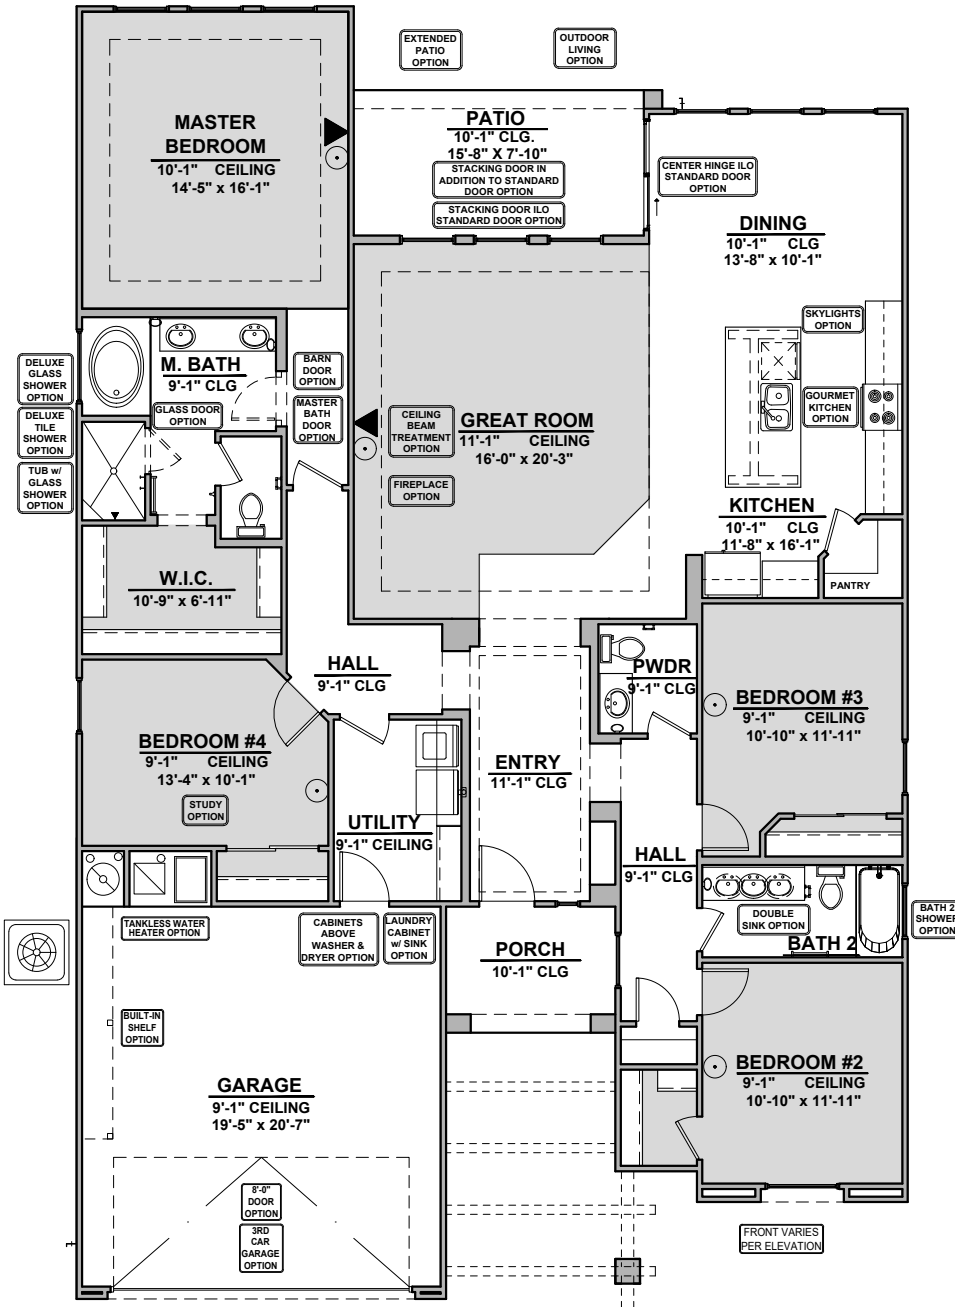 EXTENDED
PATIO
OPTION
OUTDOOR
LIVING
OPTION
MASTER
BEDROOM
10'-1" CEILING
14'-5" x 16'-1"
PATIO
10'-1" CLG.
15'-8" X 7'-10"
STACKING DOOR IN
ADDITION TO STANDARD
DOOR OPTION
STACKING DOOR ILO
STANDARD DOOR OPTION
CENTER HINGE ILO
STANDARD DOOR
OPTION
DINING
10'-1" CLG
13'-8" x 10'-1"
SKYLIGHTS
OPTION
DELUXE
GLASS
SHOWER
OPTION
DELUXE
TILE
SHOWER
OPTION
TUB w/
GLASS
SHOWER
OPTION
M. BATH
9'-1" CLG
GLASS DOOR
OPTION
BARN
DOOR
OPTION
MASTER
BATH
DOOR
OPTION
CEILING
BEAM
TREATMENT
OPTION
GREAT ROOM
11'-1" CEILING
16'-0" x 20'-3"
FIREPLACE
OPTION
GOURMET
KITCHEN
OPTION
KITCHEN
10'-1" CLG
11'-8" x 16'-1"
PANTRY
W.I.C.
10'-9" x 6'-11"
HALL
9'-1" CLG
PWDR
9'-1" CLG
BEDROOM #3
9'-1" CEILING
10'-10" x 11'-11"
BEDROOM #4
9'-1" CEILING
13'-4" x 10'-1"
STUDY
OPTION
ENTRY
11'-1" CLG
UTILITY
9'-1" CEILING
HALL
9'-1" CLG
TANKLESS WATER
HEATER OPTION
CABINETS
ABOVE
WASHER &
DRYER OPTION
LAUNDRY
CABINET
w/ SINK
OPTION
PORCH
10'-1" CLG
DOUBLE
SINK OPTION
BATH 2
BATH 2
SHOWER
OPTION
BUILT-IN
SHELF
OPTION
GARAGE
9'-1" CEILING
19'-5" x 20'-7"
BEDROOM #2
9'-1" CEILING
10'-10" x 11'-11"
8'-0"
DOOR
OPTION
3RD
CAR
GARAGE
OPTION
FRONT VARIES
PER ELEVATION